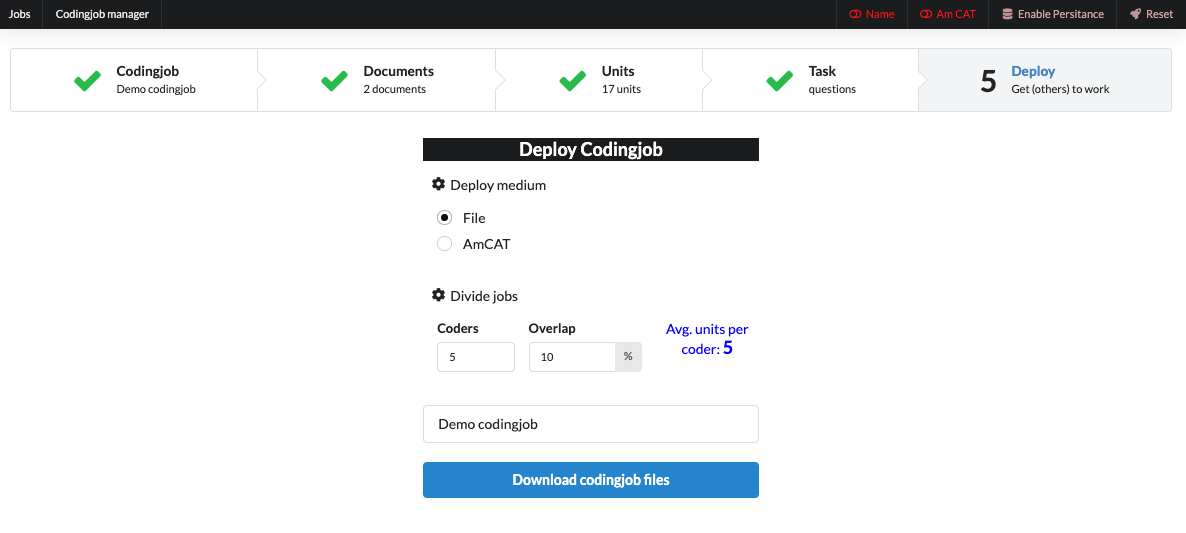 Jobs Codingjob manager Name Am CAT Enable Persitance Reset
Codingjob Documents Units Task 5 Deploy
Demo codingjob 2 documents 17 units questions Get (others) to work
Deploy Codingjob
Deploy medium
File
AmCAT
Divide jobs
Coders Overlap Avg. units per
5 10 % coder: 5
Demo codingjob
Download codingjob files